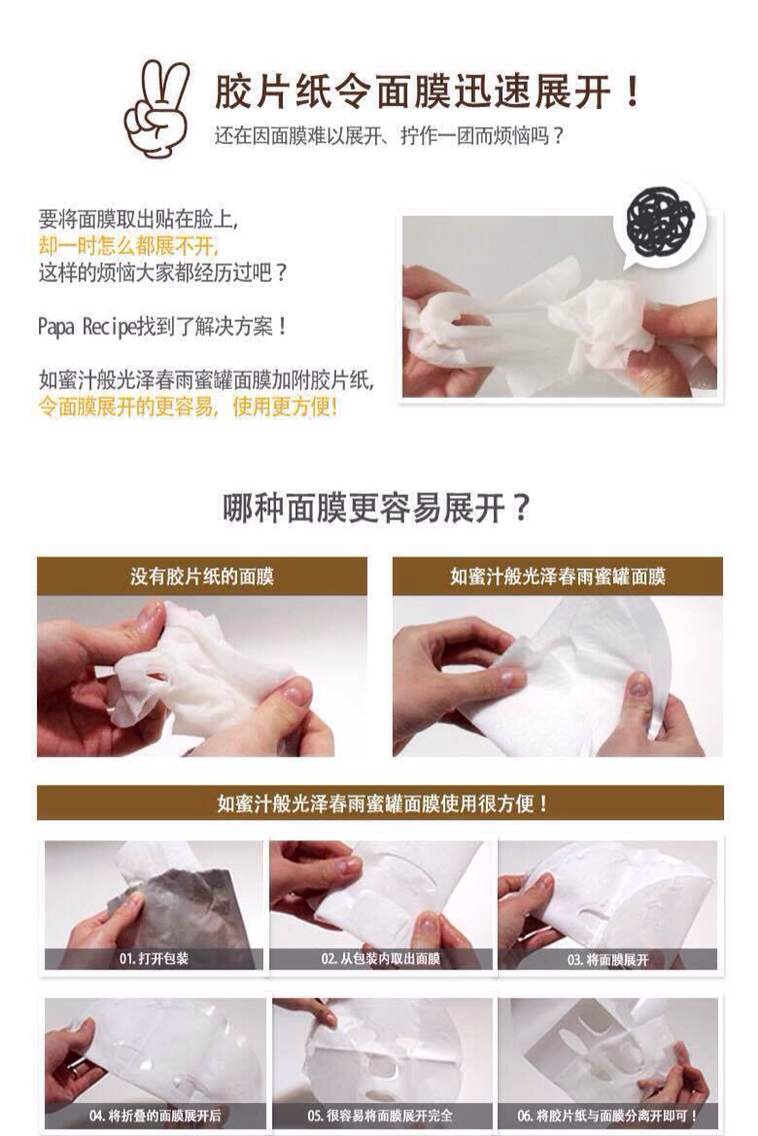 胶片纸令面膜迅速展开！
还在因面膜难以展开、拧作一团而烦恼吗？
要将面膜取出贴在脸上,
却一时怎么都展不开,
这样的烦恼大家都经历过吧？
Papa Recipe找到了解决方案！
如蜜汁般光泽春雨蜜罐面膜加附胶片纸,
令面膜展开的更容易, 使用更方便!
哪种面膜更容易展开？
没有胶片纸的面膜
如蜜汁般光泽春雨蜜罐面膜
如蜜汁般光泽春雨蜜罐面膜使用很方便！
01. 打开包装
02. 从包装内取出面膜
03. 将面膜展开
04. 将折叠的面膜展开后
05. 很容易将面膜展开完全
06. 将胶片纸与面膜分离开即可！